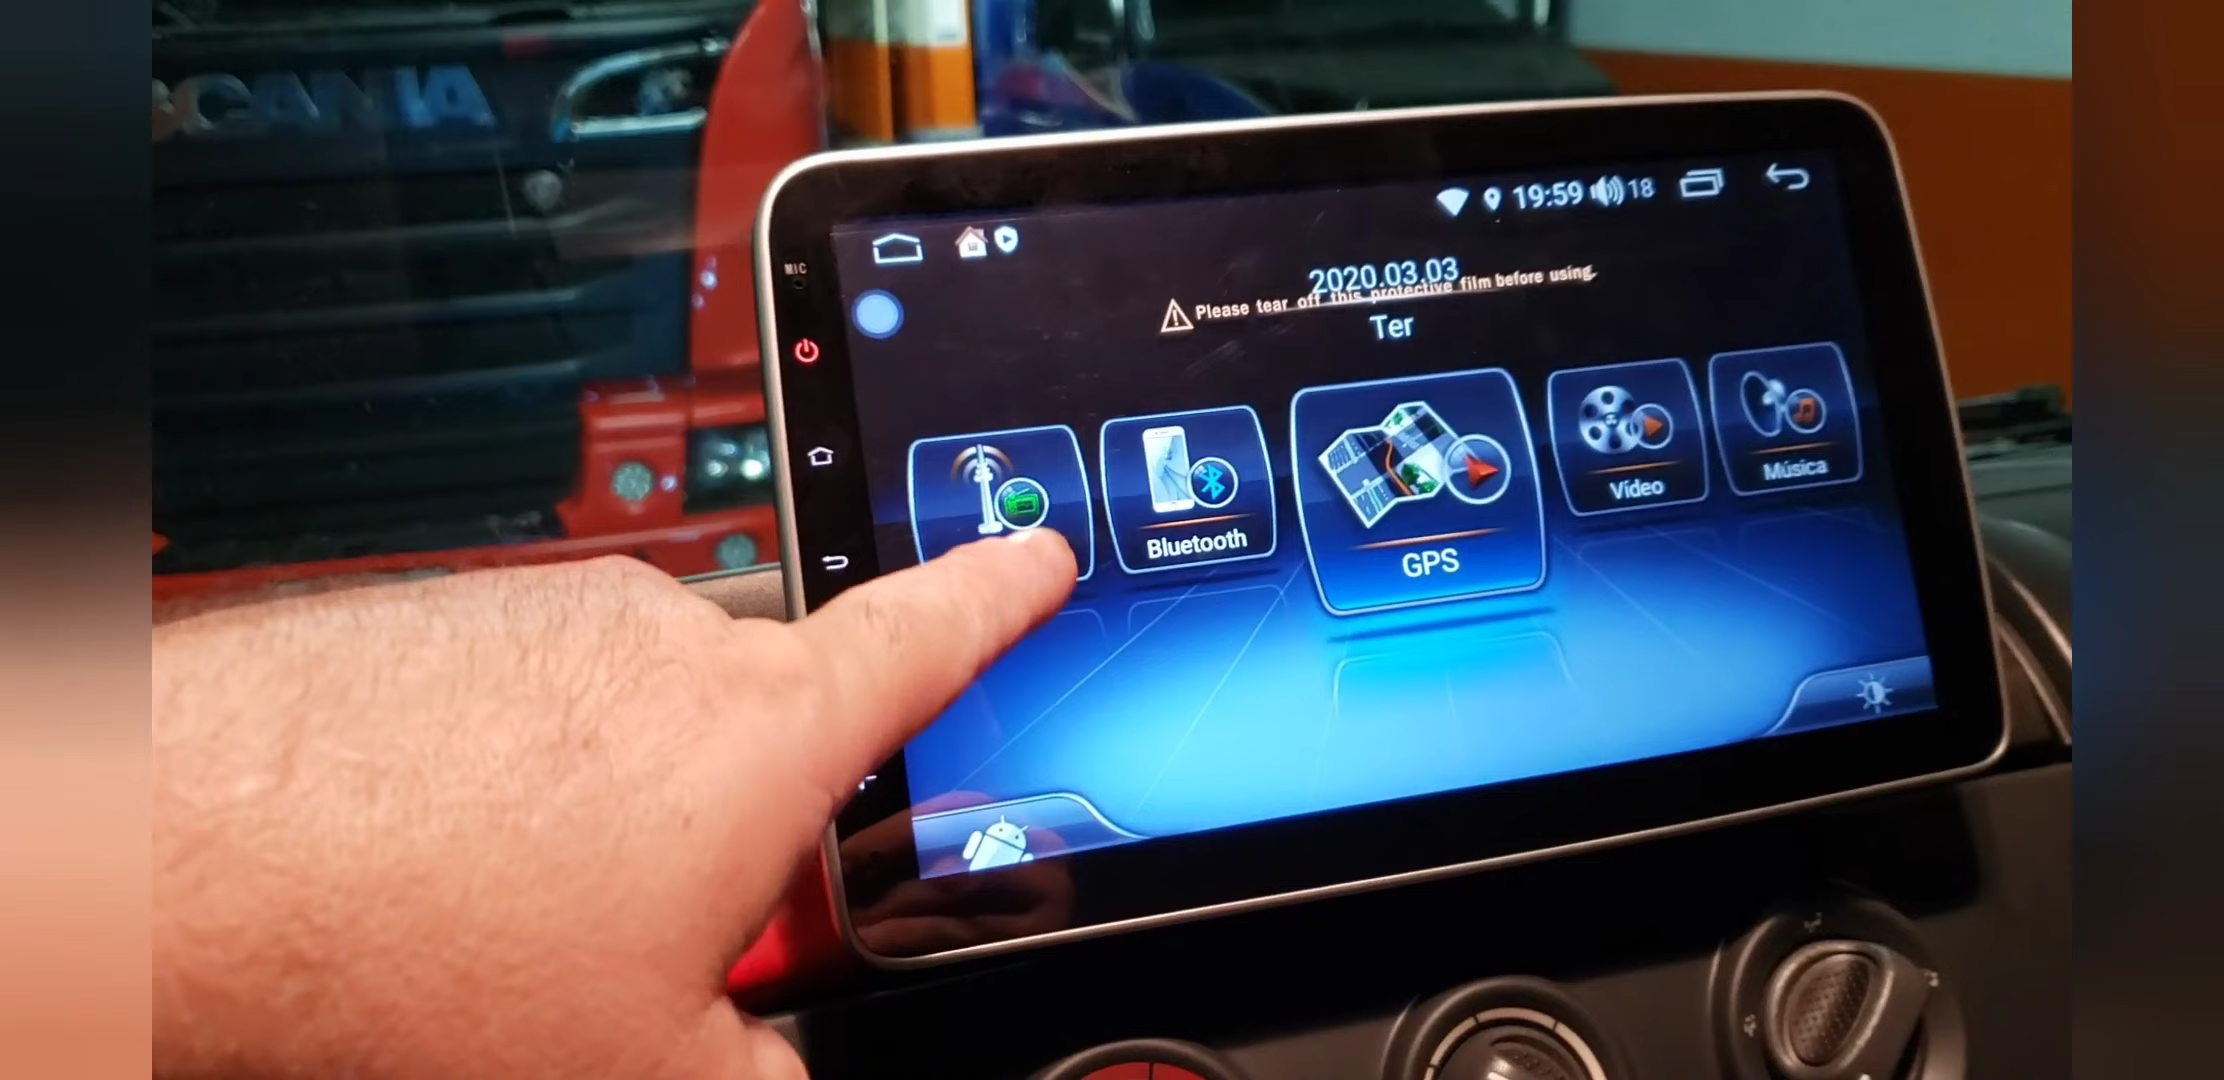 SCANIA
19:59 18
MIC
2020.03.03
Please tear off this protective film before using.
Ter
Bluetooth
GPS
Vídeo
Música